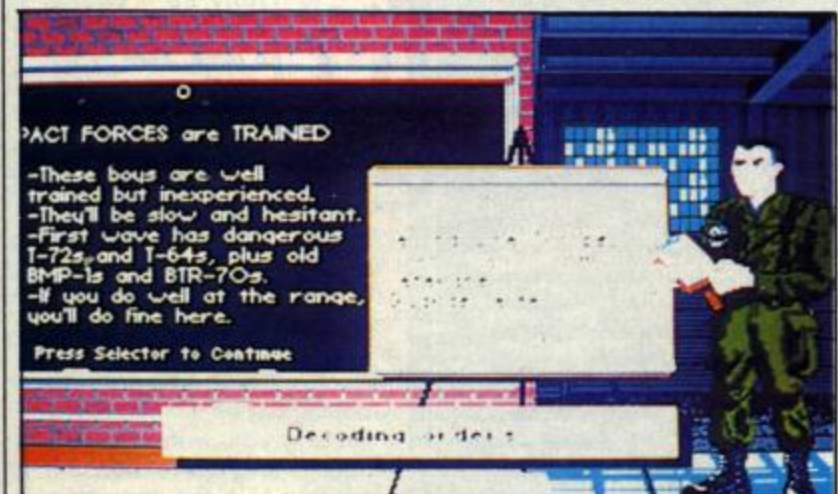 PACT FORCES are TRAINED
-These boys are well
trained but inexperienced.
-They'll be slow and hesitant.
-First wave has dangerous
T-72s, and T-64s, plus old
BMP-1s and BTR-70s.
-If you do well at the range,
you'll do fine here.
Press Selector to Continue
Decoding orders